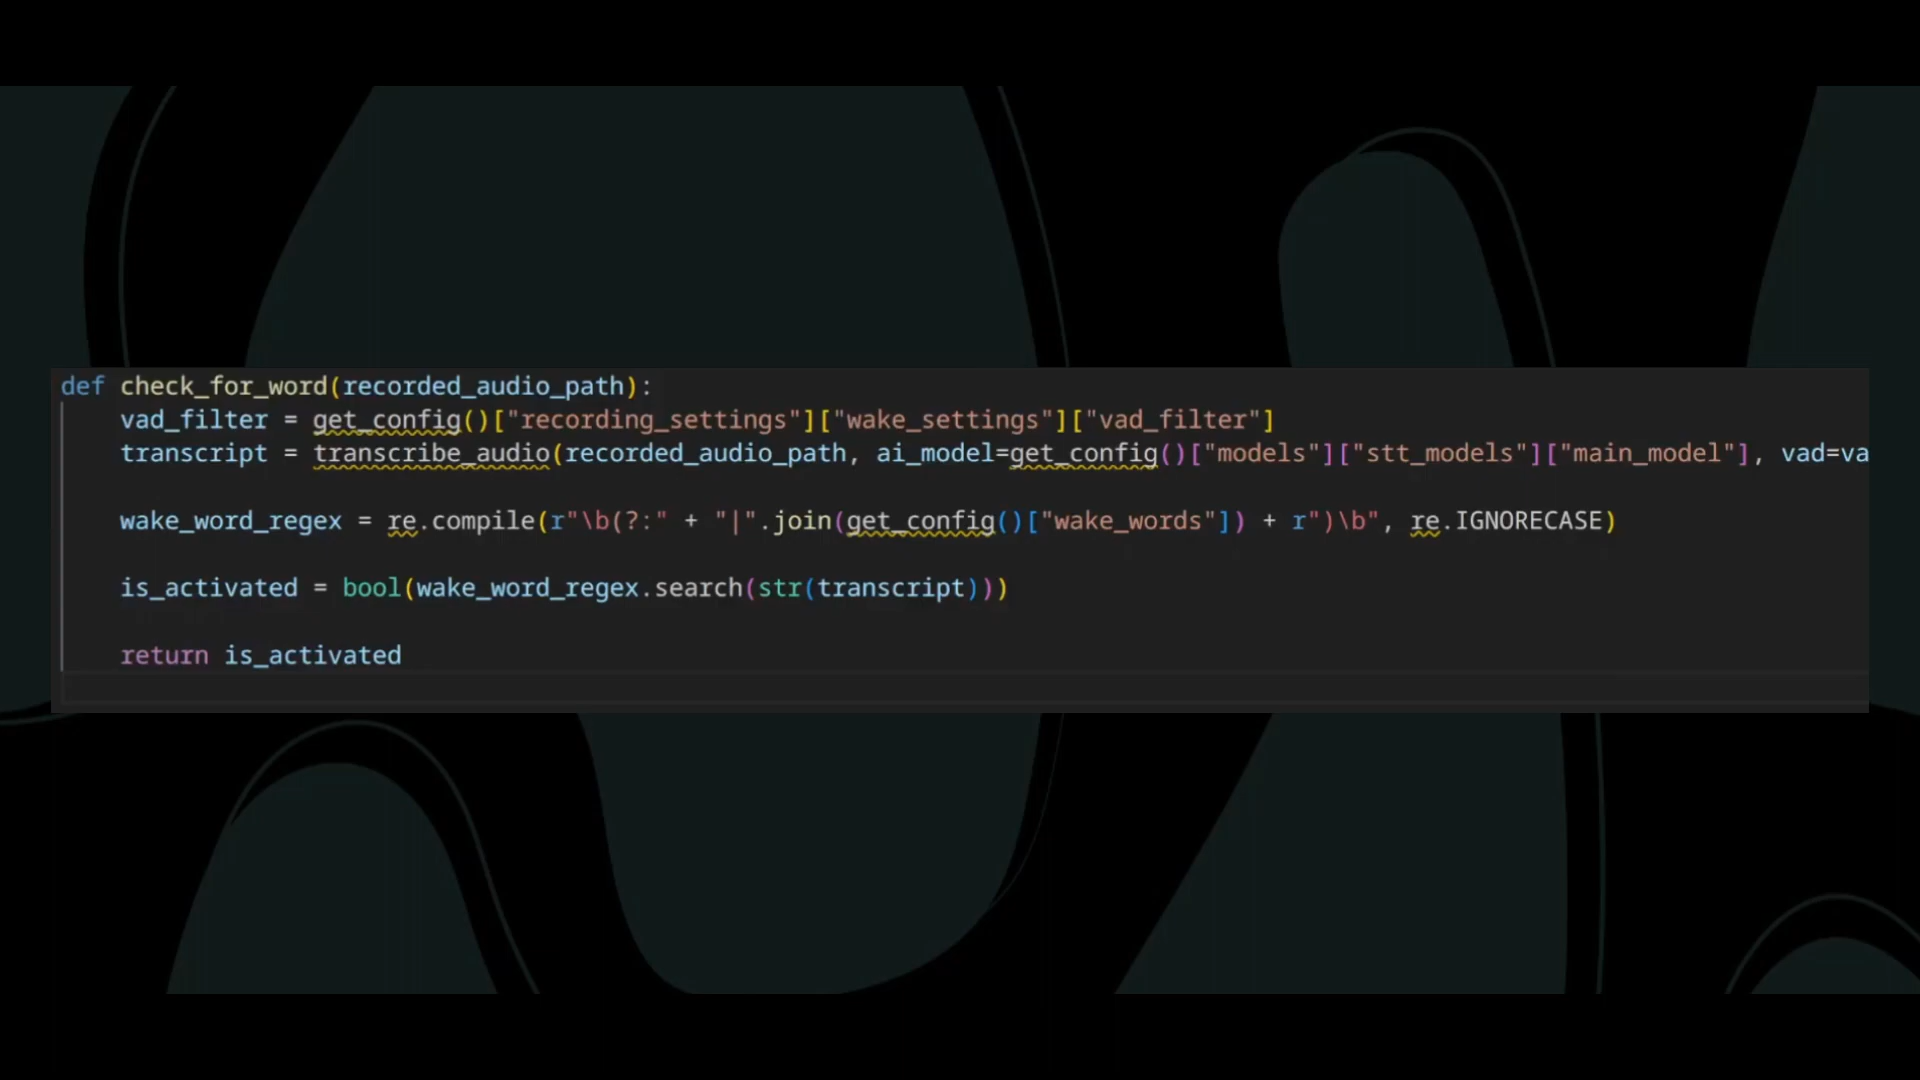 def check_for_word(recorded_audio_path):
    vad_filter = get_config()["recording_settings"]["wake_settings"]["vad_filter"]
    transcript = transcribe_audio(recorded_audio_path, ai_model=get_config()["models"]["stt_models"]["main_model"], vad=va
    wake_word_regex = re.compile(r"\b(?:" + "|".join(get_config()["wake_words"]) + r")\b", re.IGNORECASE)
    is_activated = bool(wake_word_regex.search(str(transcript)))
    return is_activated